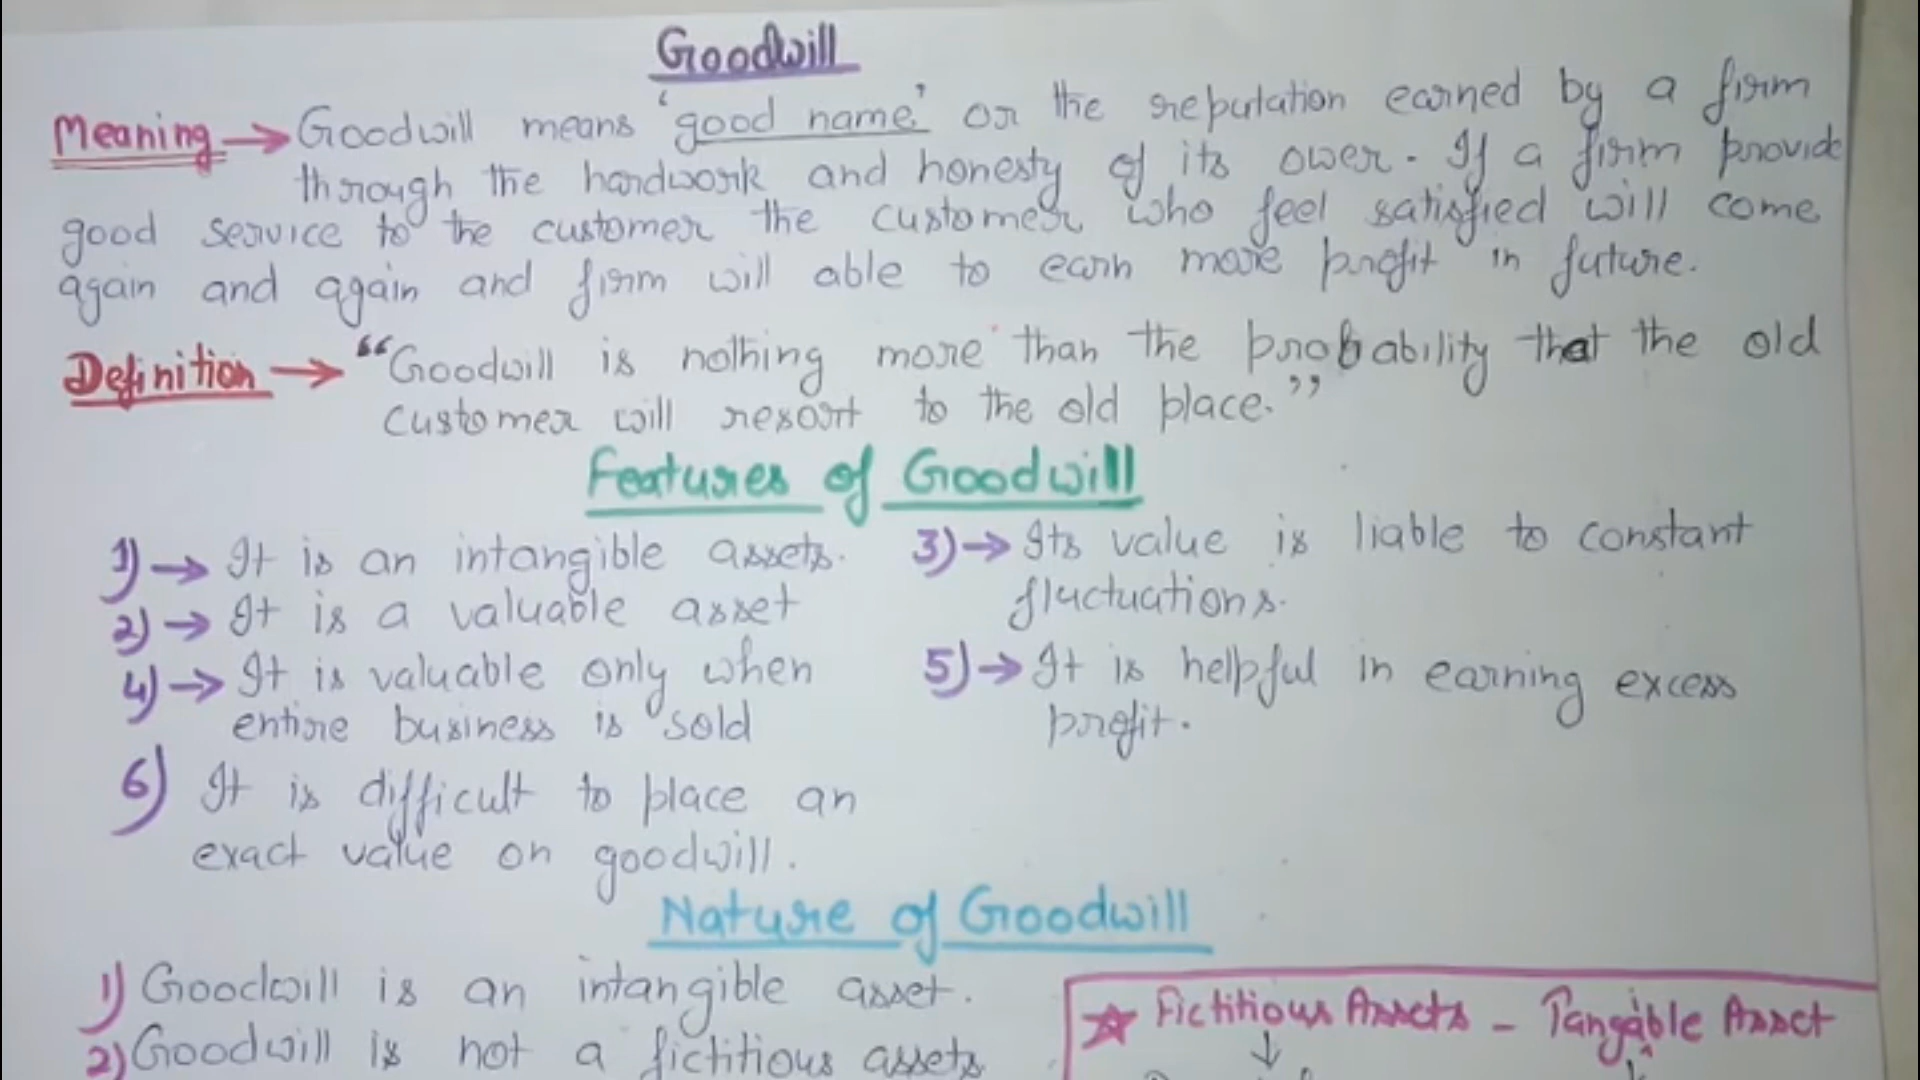 Goodwill
Meaning → Goodwill means 'good name' or the reputation earned by a firm
through the hardwork and honesty of its ower. If a firm provide
good service to the customer the customer who feel satisfied will come
again and again and firm will able to earn more profit in future.
Definition → "Goodwill is nothing more than the probability that the old
customer will resort to the old place."
Features of Goodwill
1) → It is an intangible assets.
2) → It is a valuable asset
3) → Its value is liable to constant
fluctuations.
4) → It is valuable only when
entire business is sold
5) → It is helpful in earning excess
profit.
6) It is difficult to place an
exact value on goodwill.
Nature of Goodwill
1) Goodwill is an intangible asset.
2) Goodwill is not a fictitious assets
☆ Fictitious Assets - Tangable Asset